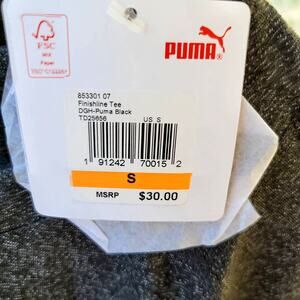 FSC
MIX
Paper
PUMA
853301 07
Finishline Tee
DGH-Puma Black
TD25656 US S
1 91242 70015 2
S
MSRP $30.00